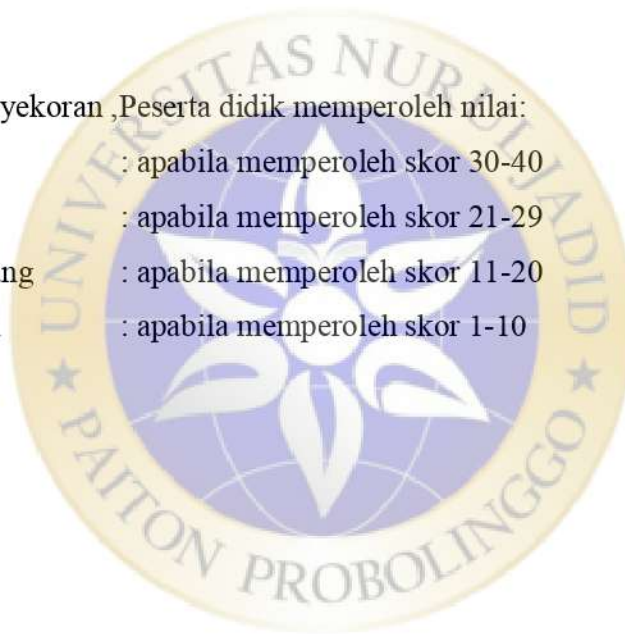 yekoran ,Peserta didik memperoleh nilai:
: apabila memperoleh skor 30-40
: apabila memperoleh skor 21-29
ng : apabila memperoleh skor 11-20
: apabila memperoleh skor 1-10
UNIVERSITAS NURUL JADID
PAITON PROBOLINGGO